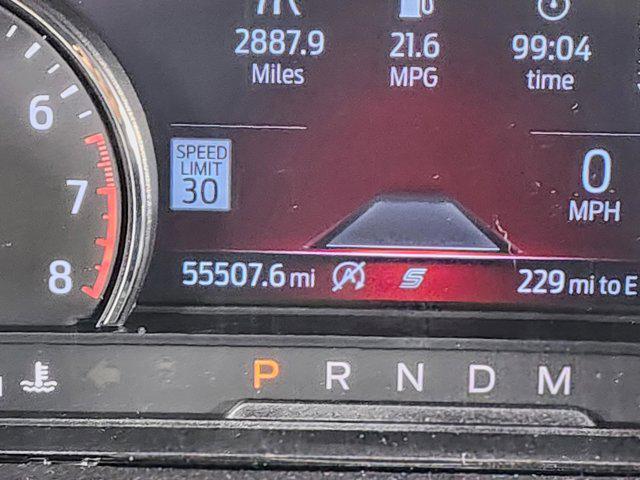 2887.9
Miles
21.6
MPG
99:04
time
6
7
8
SPEED
LIMIT
30
0
MPH
55507.6 mi
S
229 mi to E
P R N D M